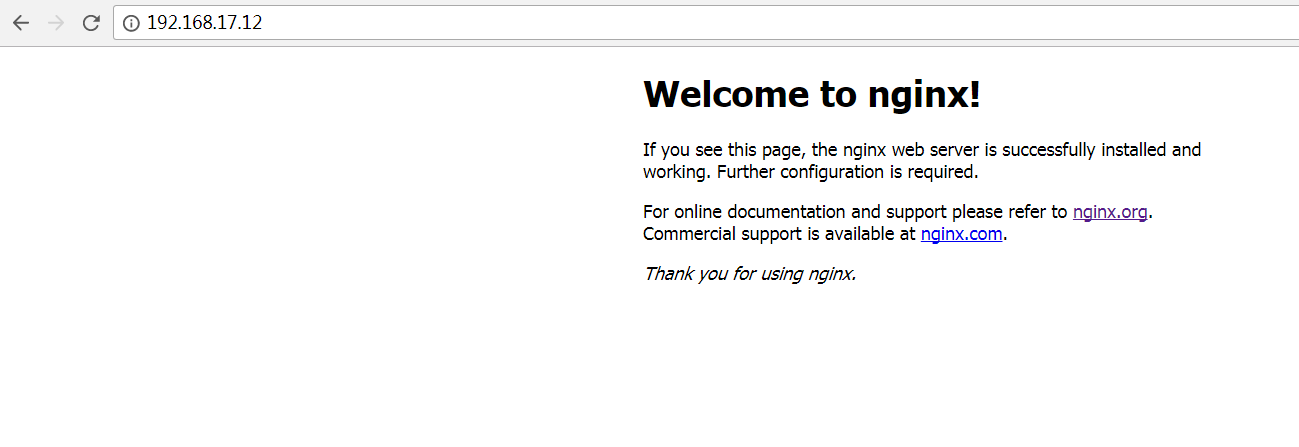 192.168.17.12
Welcome to nginx!
If you see this page, the nginx web server is successfully installed and
working. Further configuration is required.
For online documentation and support please refer to nginx.org.
Commercial support is available at nginx.com.
Thank you for using nginx.